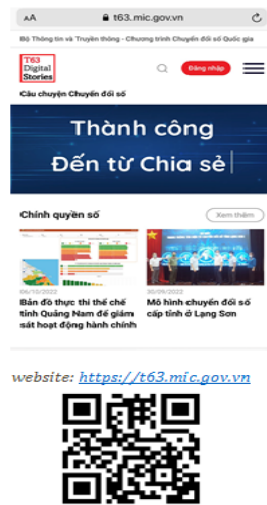 AA t63.mic.gov.vn
Bộ Thông tin và Truyền thông - Chương trình Chuyển đổi số Quốc gia
T63
Digital
Stories
Đăng nhập
Câu chuyện Chuyển đổi số
Thành công
Đến từ Chia sẻ
Chính quyền số
Xem thêm
06/10/2022
Bản đồ thực thi thể chế
tỉnh Quảng Nam để giám
sát hoạt động hành chính
30/09/2022
Mô hình chuyển đổi số
cấp tỉnh ở Lạng Sơn
website: https://t63.mic.gov.vn